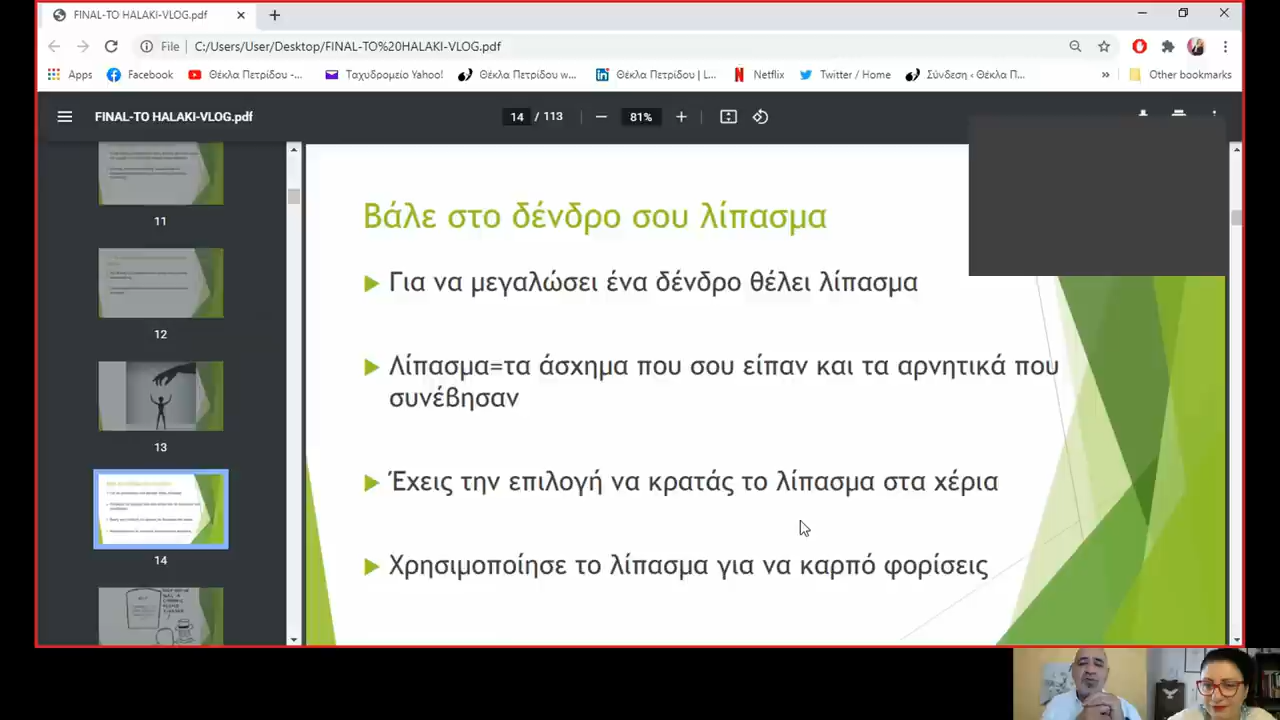 FINAL-TO HALAKI-VLOG.pdf
File
C:/Users/User/Desktop/FINAL-TO%20HALAKI-VLOG.pdf
Apps
Facebook
Θέκλα Πετρίδου -...
Ταχυδρομείο Yahoo!
Θέκλα Πετρίδου w...
Θέκλα Πετρίδου | L...
Netflix
Twitter / Home
Σύνδεση ‹ Θέκλα Π...
»
Other bookmarks
FINAL-TO HALAKI-VLOG.pdf
14 / 113
81%
11
12
13
14
Βάλε στο δένδρο σου λίπασμα
Για να μεγαλώσει ένα δένδρο θέλει λίπασμα
Λίπασμα=τα άσχημα που σου είπαν και τα αρνητικά που
συνέβησαν
Έχεις την επιλογή να κρατάς το λίπασμα στα χέρια
Χρησιμοποίησε το λίπασμα για να καρπό φορίσεις